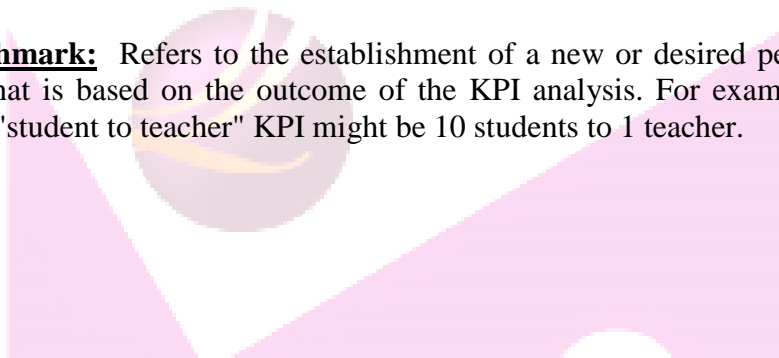 hmark: Refers to the establishment of a new or desired pe
hat is based on the outcome of the KPI analysis. For exam
"student to teacher" KPI might be 10 students to 1 teacher.